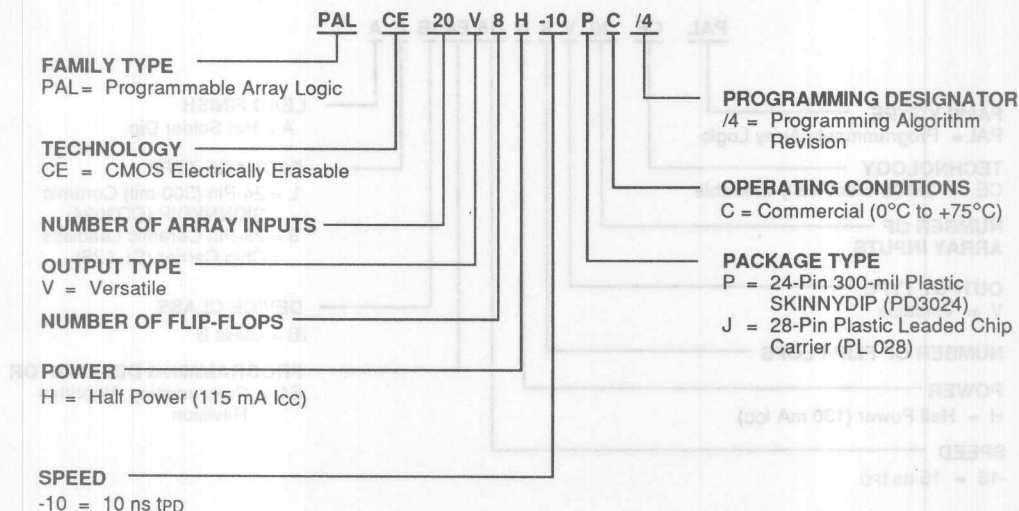 PAL CE 20 V 8 H -10 P C /4
FAMILY TYPE
PAL = Programmable Array Logic
TECHNOLOGY
CE = CMOS Electrically Erasable
NUMBER OF ARRAY INPUTS
OUTPUT TYPE
V = Versatile
NUMBER OF FLIP-FLOPS
POWER
H = Half Power (115 mA ICC)
SPEED
-10 = 10 ns tPD
PROGRAMMING DESIGNATOR
/4 = Programming Algorithm
Revision
OPERATING CONDITIONS
C = Commercial (0°C to +75°C)
PACKAGE TYPE
P = 24-Pin 300-mil Plastic
SKINNYDIP (PD3024)
J = 28-Pin Plastic Leaded Chip
Carrier (PL 028)